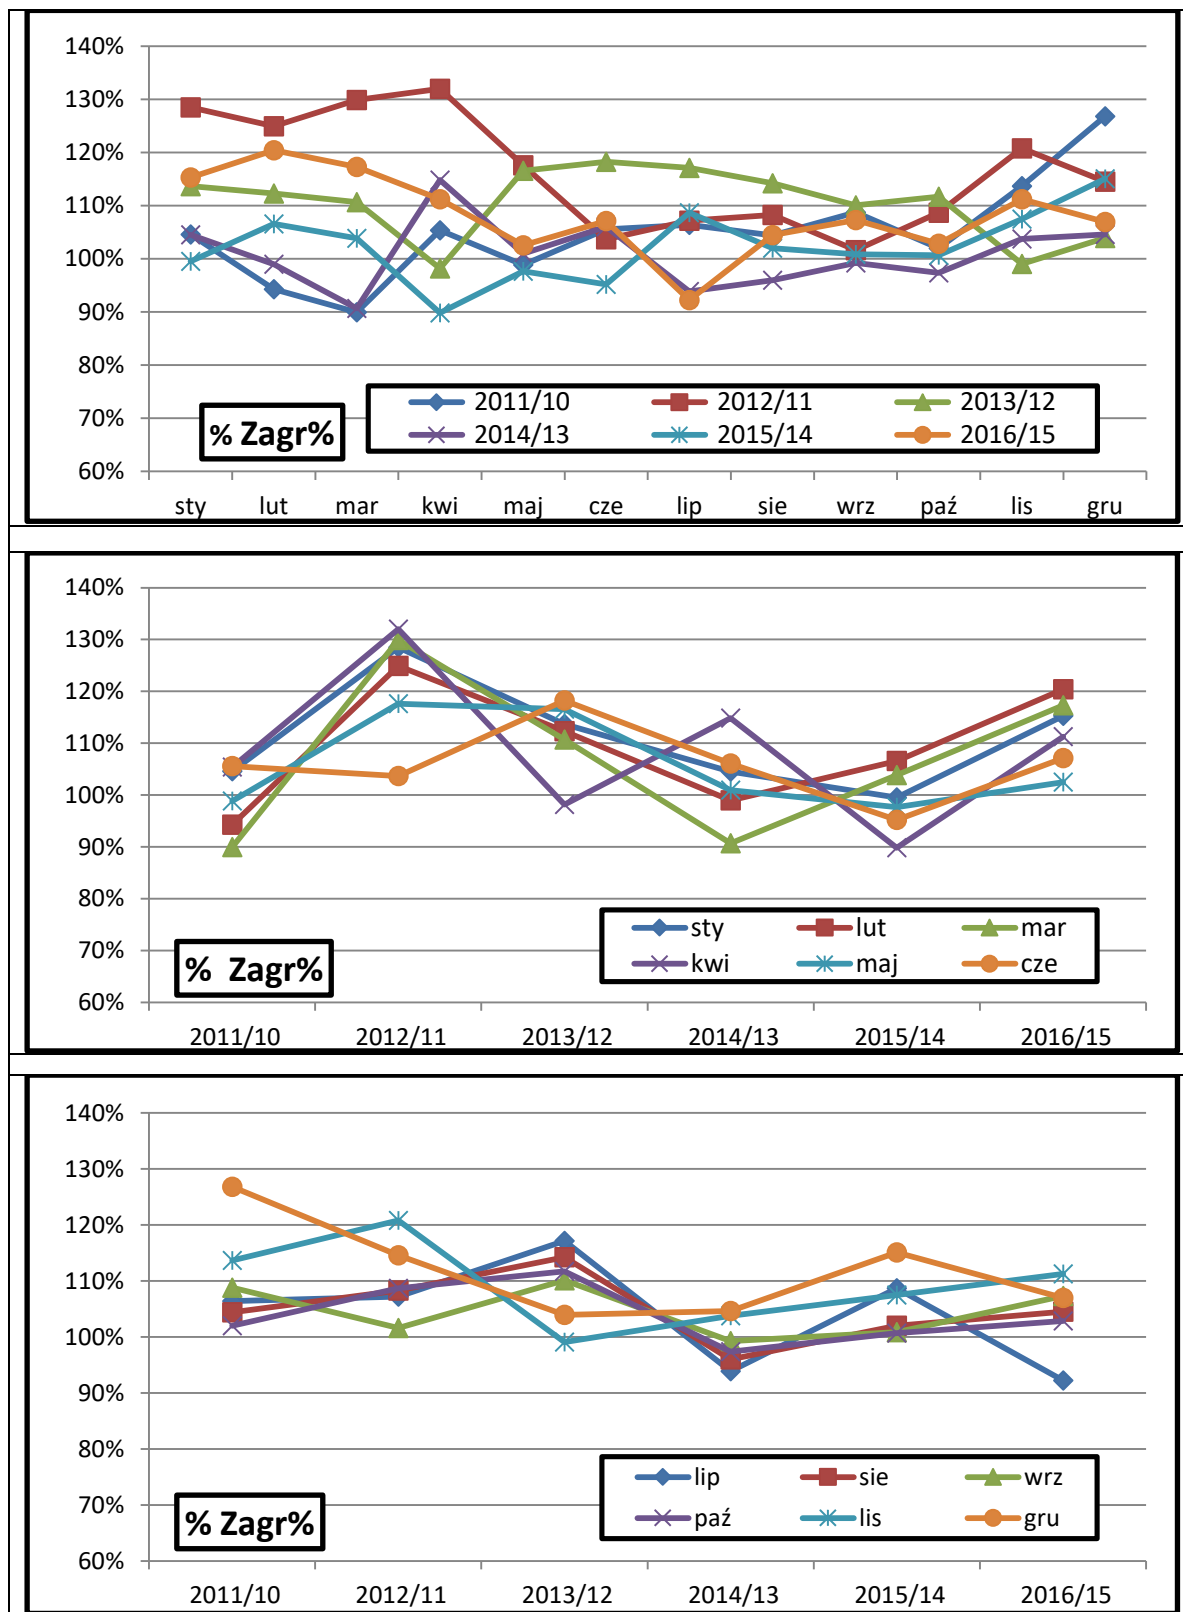 140%
130%
120%
110%
100%
90%
80%
70%
60%
2011/10 2012/11 2013/12
2014/13 2015/14 2016/15
% Zagr%
sty lut mar kwi maj cze lip sie wrz paź lis gru
140%
130%
120%
110%
100%
90%
80%
70%
60%
sty lut mar
kwi maj cze
% Zagr%
2011/10 2012/11 2013/12 2014/13 2015/14 2016/15
140%
130%
120%
110%
100%
90%
80%
70%
60%
lip sie wrz
paź lis gru
% Zagr%
2011/10 2012/11 2013/12 2014/13 2015/14 2016/15